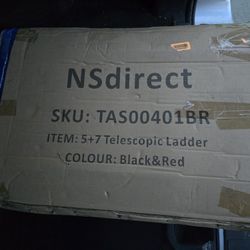 NSdirect
SKU: TAS00401BR
ITEM: 5+7 Telescopic Ladder
COLOUR: Black&Red